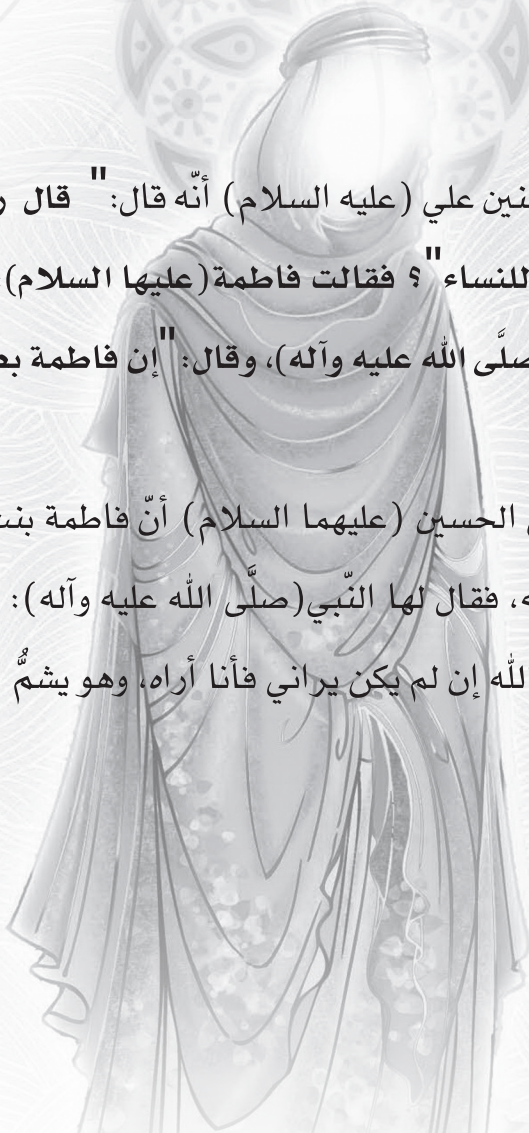 نين علي (عليه السلام) أنّه قال:" قال ر
للنساء"؟ فقالت فاطمة(عليها السلام)
صلَّى الله عليه وآله)، وقال:"إن فاطمة بض
الحسين (عليهما السلام) أنّ فاطمة بنت
ه، فقال لها النّبي(صلَّى الله عليه وآله):
لله إن لم يكن يراني فأنا أراه، وهو يشمُّ